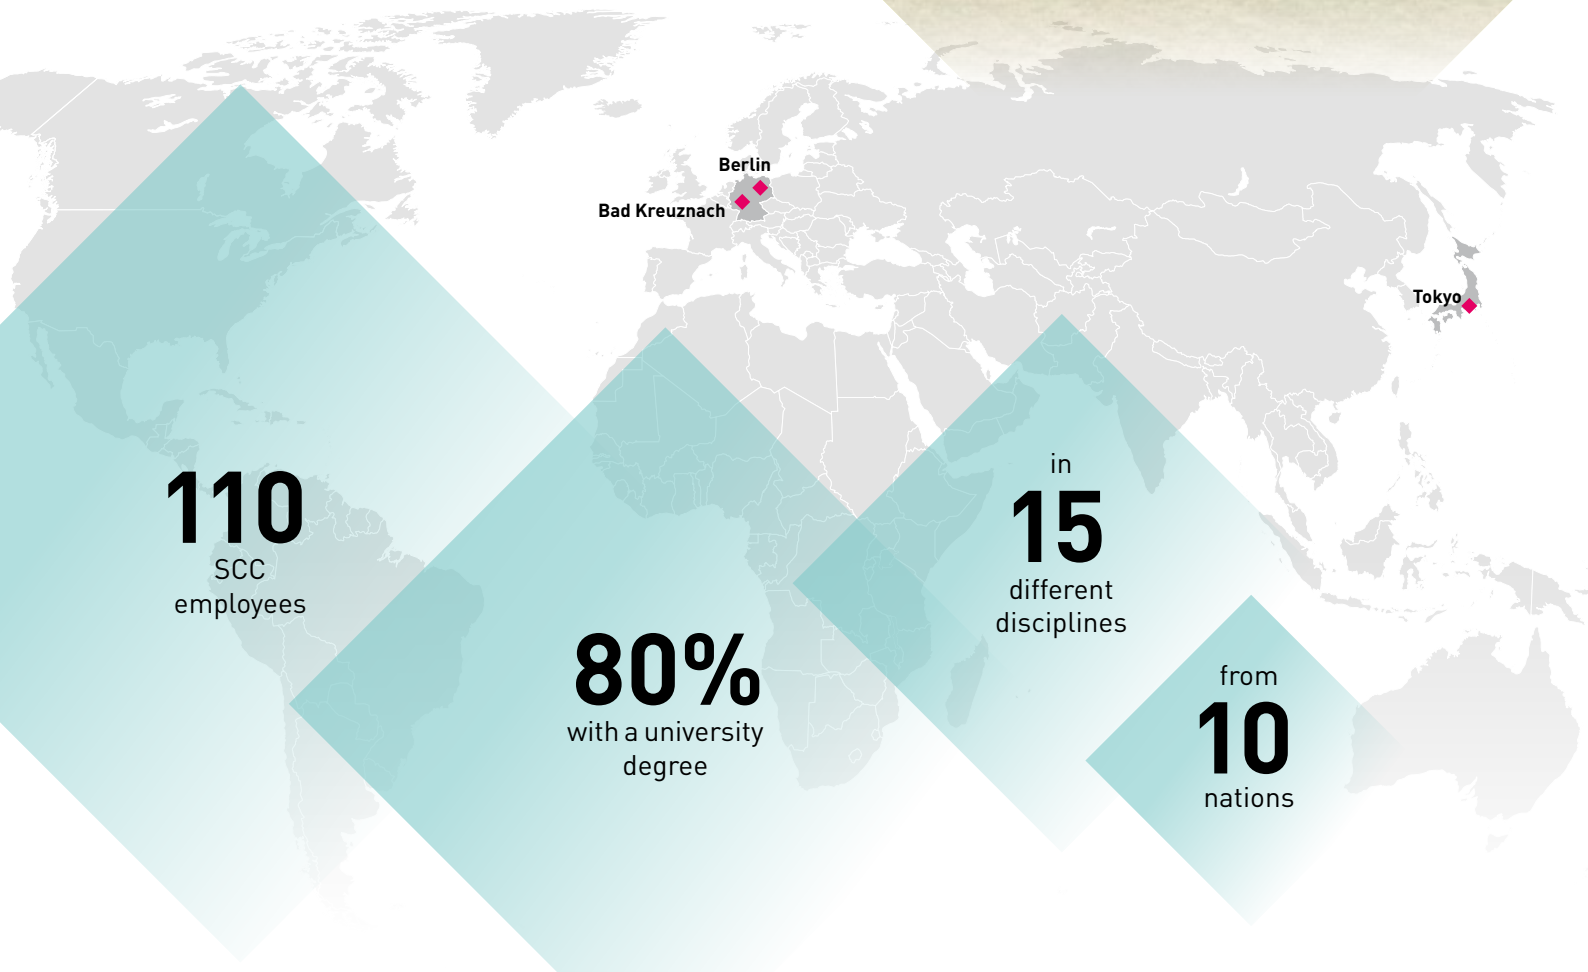 Berlin
Bad Kreuznach
Tokyo
110
SCC
employees
80%
with a university
degree
in
15
different
disciplines
from
10
nations